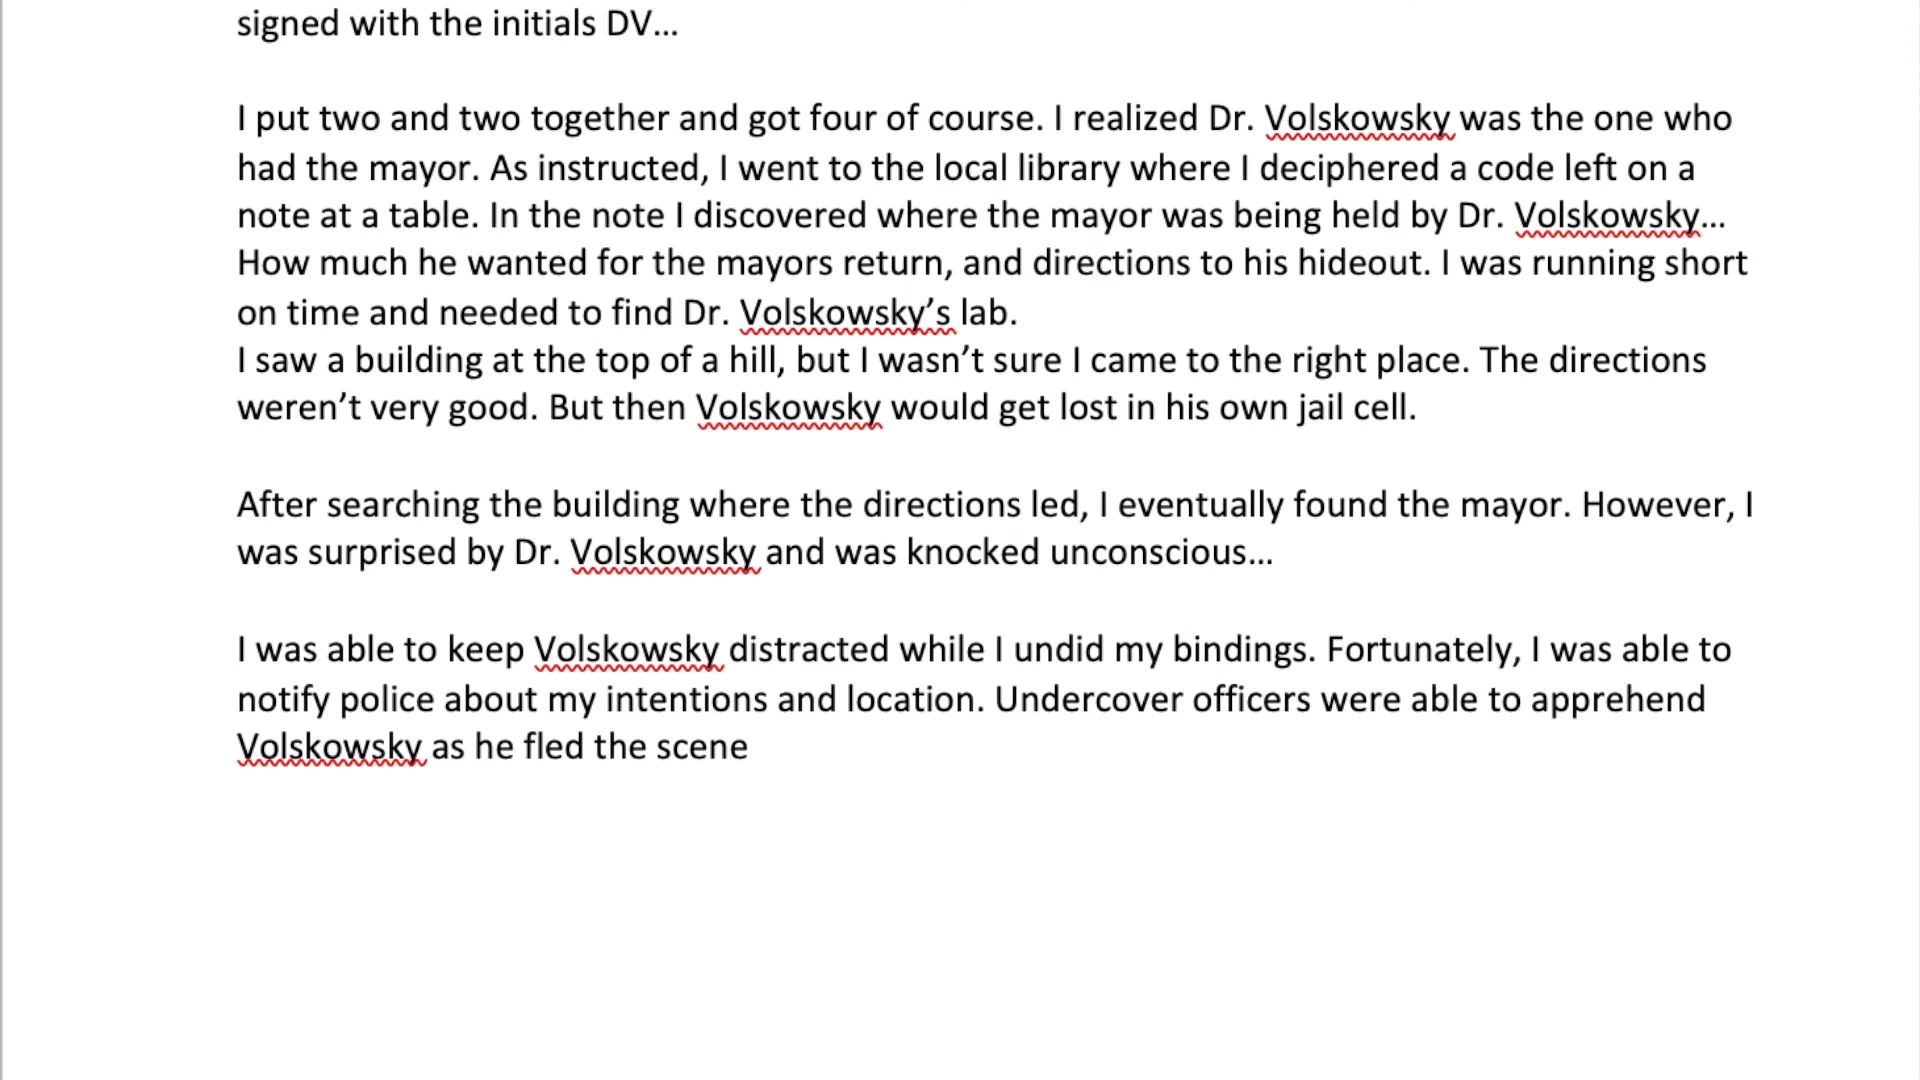 signed with the initials DV...
I put two and two together and got four of course. I realized Dr. Volskowsky was the one who
had the mayor. As instructed, I went to the local library where I deciphered a code left on a
note at a table. In the note I discovered where the mayor was being held by Dr. Volskowsky...
How much he wanted for the mayors return, and directions to his hideout. I was running short
on time and needed to find Dr. Volskowsky’s lab.
I saw a building at the top of a hill, but I wasn’t sure I came to the right place. The directions
weren’t very good. But then Volskowsky would get lost in his own jail cell.
After searching the building where the directions led, I eventually found the mayor. However, I
was surprised by Dr. Volskowsky and was knocked unconscious...
I was able to keep Volskowsky distracted while I undid my bindings. Fortunately, I was able to
notify police about my intentions and location. Undercover officers were able to apprehend
Volskowsky as he fled the scene